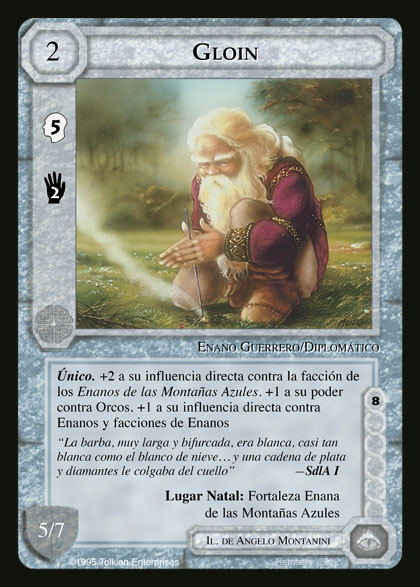 2
GLOIN
5
2
ENANO GUERRERO/DIPLOMÁTICO
Único. +2 a su influencia directa contra la facción de
los Enanos de las Montañas Azules. +1 a su poder
contra Orcos. +1 a su influencia directa contra
Enanos y facciones de Enanos
8
“La barba, muy larga y bifurcada, era blanca, casi tan
blanca como el blanco de nieve… y una cadena de plata
y diamantes le colgaba del cuello” —SdlA I
Lugar Natal: Fortaleza Enana
de las Montañas Azules
5/7
IL. DE ANGELO MONTANINI
©1995 Tolkien Enterprises